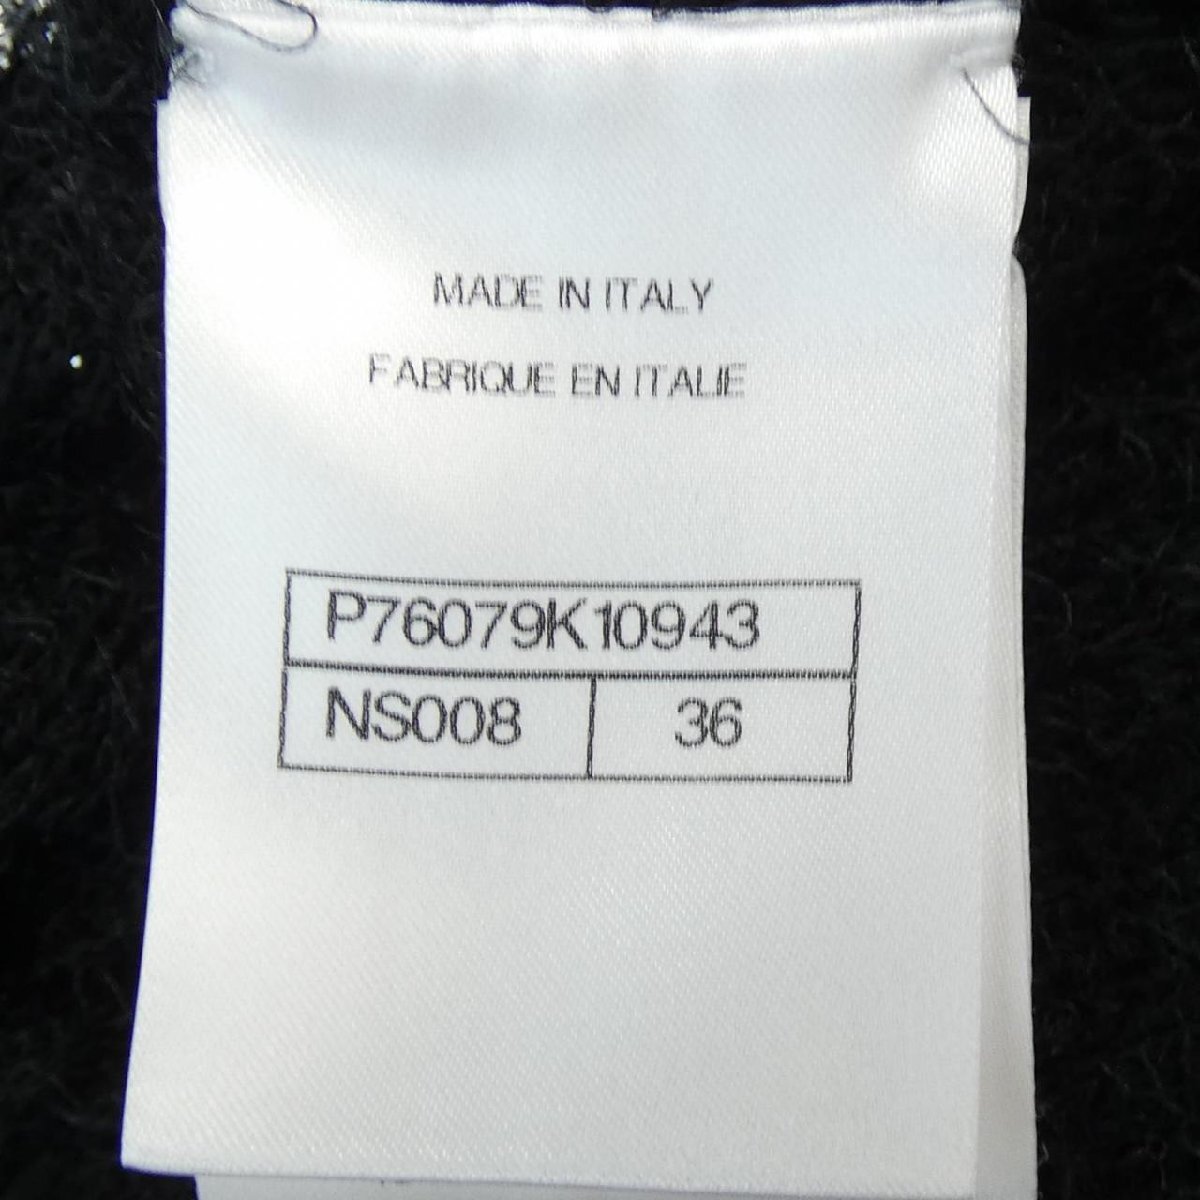 MADE IN ITALY
FABRIQUE EN ITALIE
P76079K10943
NS008 36